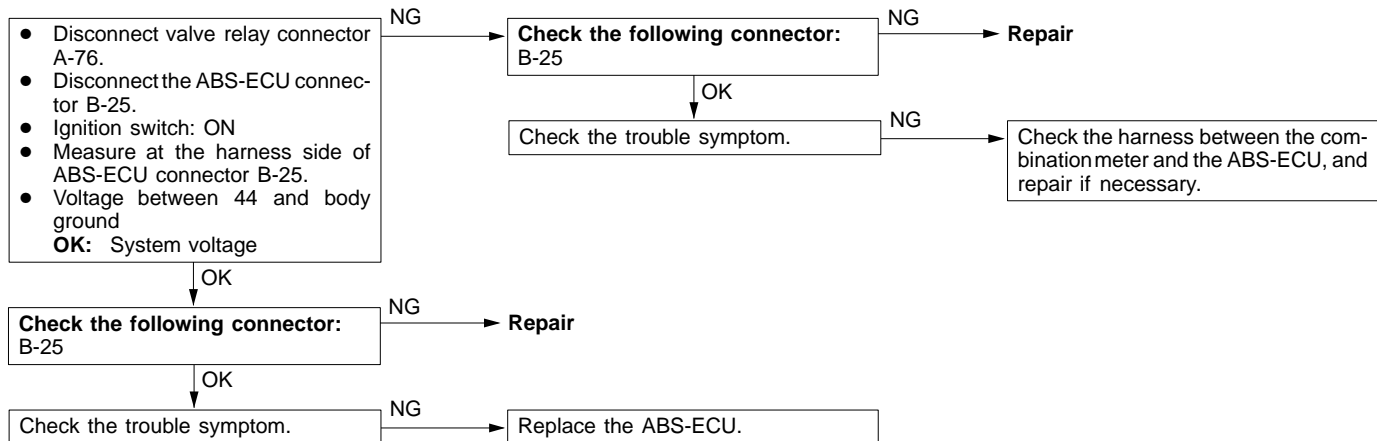 ● Disconnect valve relay connector
A-76.
● Disconnect the ABS-ECU connec-
tor B-25.
● Ignition switch: ON
● Measure at the harness side of
ABS-ECU connector B-25.
● Voltage between 44 and body
ground
OK: System voltage
NG
Check the following connector:
B-25
NG
Repair
OK
Check the trouble symptom.
NG
Check the harness between the com-
bination meter and the ABS-ECU, and
repair if necessary.
OK
Check the following connector:
B-25
NG
Repair
OK
Check the trouble symptom.
NG
Replace the ABS-ECU.